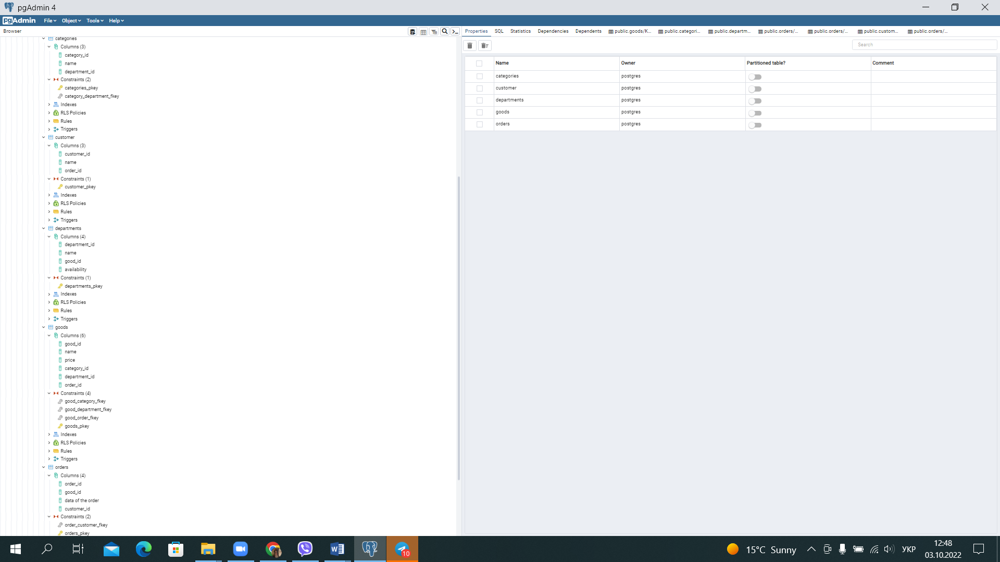 pgAdmin 4
pgAdmin File Object Tools Help
Browser
Properties SQL Statistics Dependencies Dependents public.goods/K... public.categori... public.departm... public.orders/... public.orders/... public.custom... public.orders/...
Search
categories
Columns (3)
category_id
name
department_id
Constraints (2)
categories_pkey
category_department_fkey
Indexes
RLS Policies
Rules
Triggers
customer
Columns (3)
customer_id
name
order_id
Constraints (1)
customer_pkey
Indexes
RLS Policies
Rules
Triggers
departments
Columns (4)
department_id
name
good_id
availability
Constraints (1)
departments_pkey
Indexes
RLS Policies
Rules
Triggers
goods
Columns (6)
good_id
name
price
category_id
department_id
order_id
Constraints (4)
good_category_fkey
good_department_fkey
good_order_fkey
goods_pkey
Indexes
RLS Policies
Rules
Triggers
orders
Columns (4)
order_id
good_id
data of the order
customer_id
Constraints (2)
order_customer_fkey
orders_pkey
Name Owner Partitioned table? Comment
categories postgres
customer postgres
departments postgres
goods postgres
orders postgres
10
15°C Sunny
УКР
12:48
03.10.2022